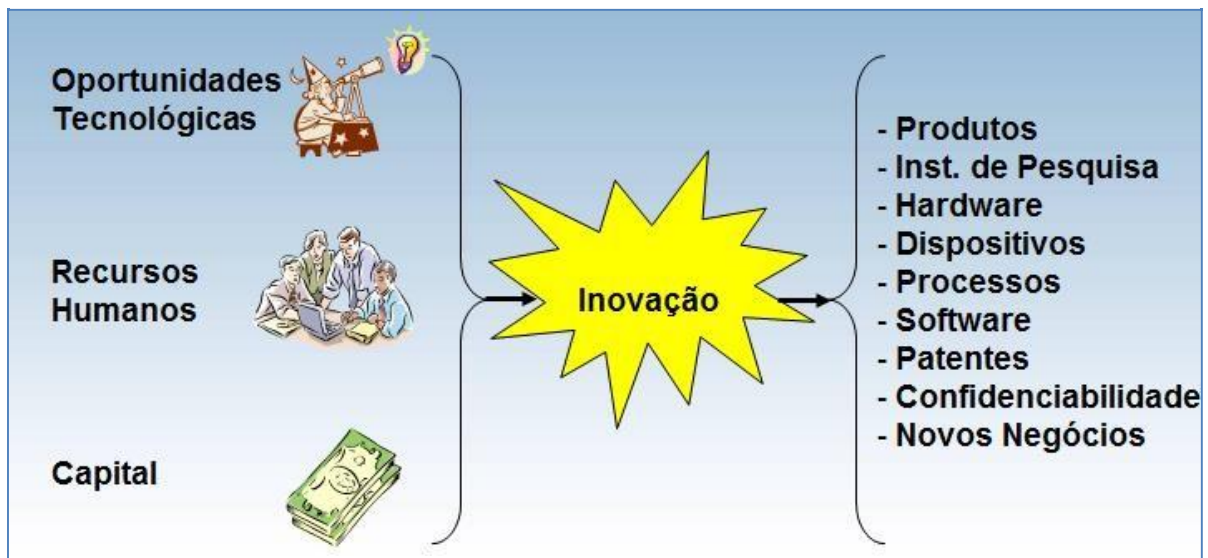 Oportunidades
Tecnológicas
Recursos
Humanos
Capital
Inovação
- Produtos
- Inst. de Pesquisa
- Hardware
- Dispositivos
- Processos
- Software
- Patentes
- Confidenciabilidade
- Novos Negócios